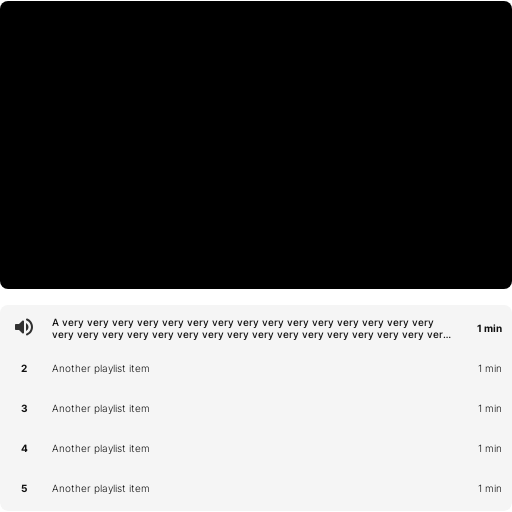 A very very very very very very very very very very very very very very very
very very very very very very very very very very very very very very very ver...
1 min
2 Another playlist item 1 min
3 Another playlist item 1 min
4 Another playlist item 1 min
5 Another playlist item 1 min